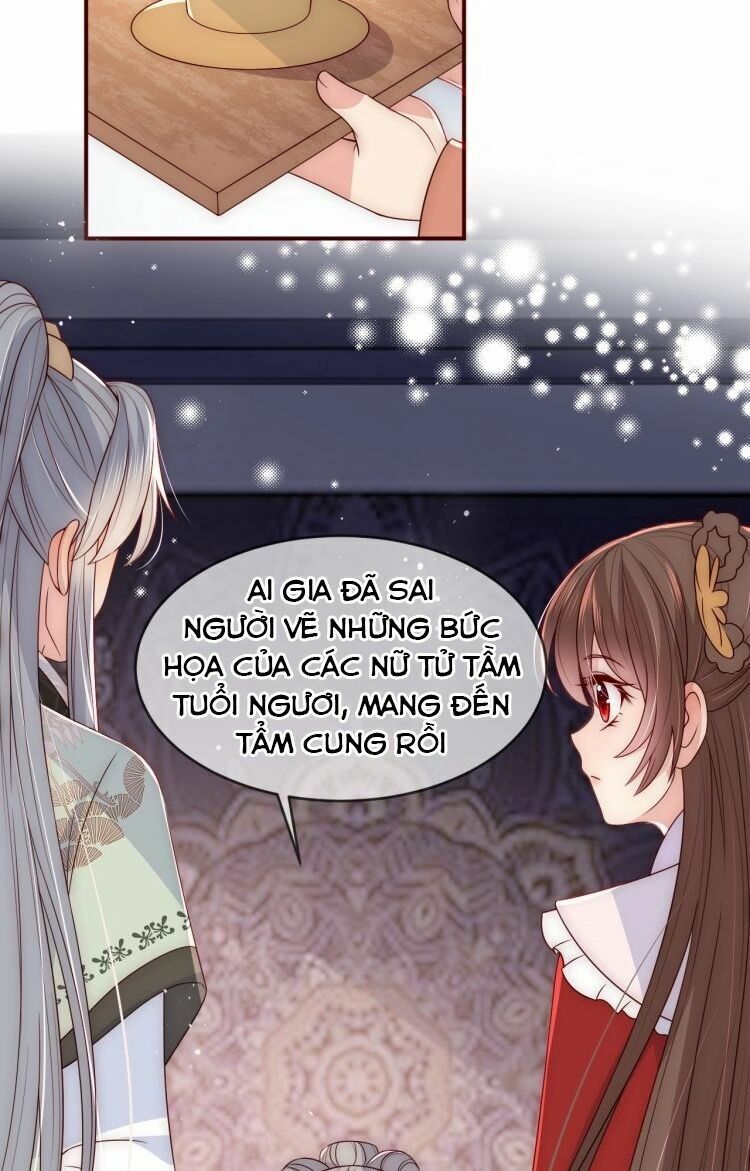 AI GIA ĐÃ SAI
NGƯỜI VẼ NHỮNG BỨC
HỌA CỦA CÁC NỮ TỬ TẦM
TUỔI NGƯƠI, MANG ĐẾN
TẨM CUNG RỒI